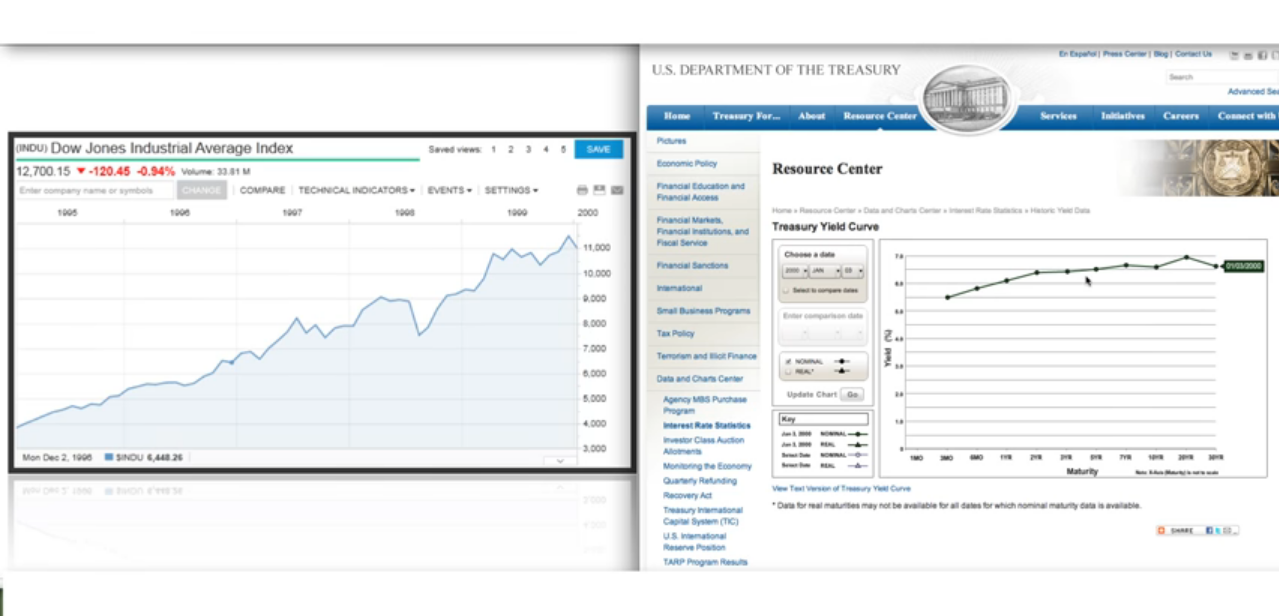 (INDU) Dow Jones Industrial Average Index
Saved views: 1 2 3 4 5 SAVE
12,700.15 ▼ -120.45 -0.94% Volume: 33.81 M
Enter company name or symbols CHANGE COMPARE TECHNICAL INDICATORS EVENTS SETTINGS
1995 1996 1997 1998 1999 2000
11,000
10,000
9,000
8,000
7,000
6,000
5,000
4,000
3,000
Mon Dec 2, 1996 $INDU 6,448.26
En Español | Press Center | Blog | Contact Us
U.S. DEPARTMENT OF THE TREASURY
Search
Advanced Sea
Home Treasury For... About Resource Center Services Initiatives Careers Connect with
Pictures
Economic Policy
Financial Education and
Financial Access
Financial Markets,
Financial Institutions, and
Fiscal Service
Financial Sanctions
International
Small Business Programs
Tax Policy
Terrorism and Illicit Finance
Data and Charts Center
Agency MBS Purchase
Program
Interest Rate Statistics
Investor Class Auction
Allotments
Monitoring the Economy
Quarterly Refunding
Recovery Act
Treasury International
Capital System (TIC)
U.S. International
Reserve Position
TARP Program Results
Resource Center
Home » Resource Center » Data and Charts Center » Interest Rate Statistics » Historic Yield Data
Treasury Yield Curve
Choose a date
2000 JAN 03
Select to compare dates
Enter comparison date
NOMINAL
REAL*
Update Chart Go
Key
Jan 3, 2000 NOMINAL
Jan 3, 2000 REAL
Select Date NOMINAL
Select Date REAL
7.0
6.0
5.0
4.0
3.0
2.0
1.0
0
Yield (%)
01/03/2000
1MO 3MO 6MO 1YR 2YR 3YR 5YR 7YR 10YR 20YR 30YR
Maturity
Note: X-Axis (Maturity) is not to scale
View Text Version of Treasury Yield Curve
* Data for real maturities may not be available for all dates for which nominal maturity data is available.
SHARE